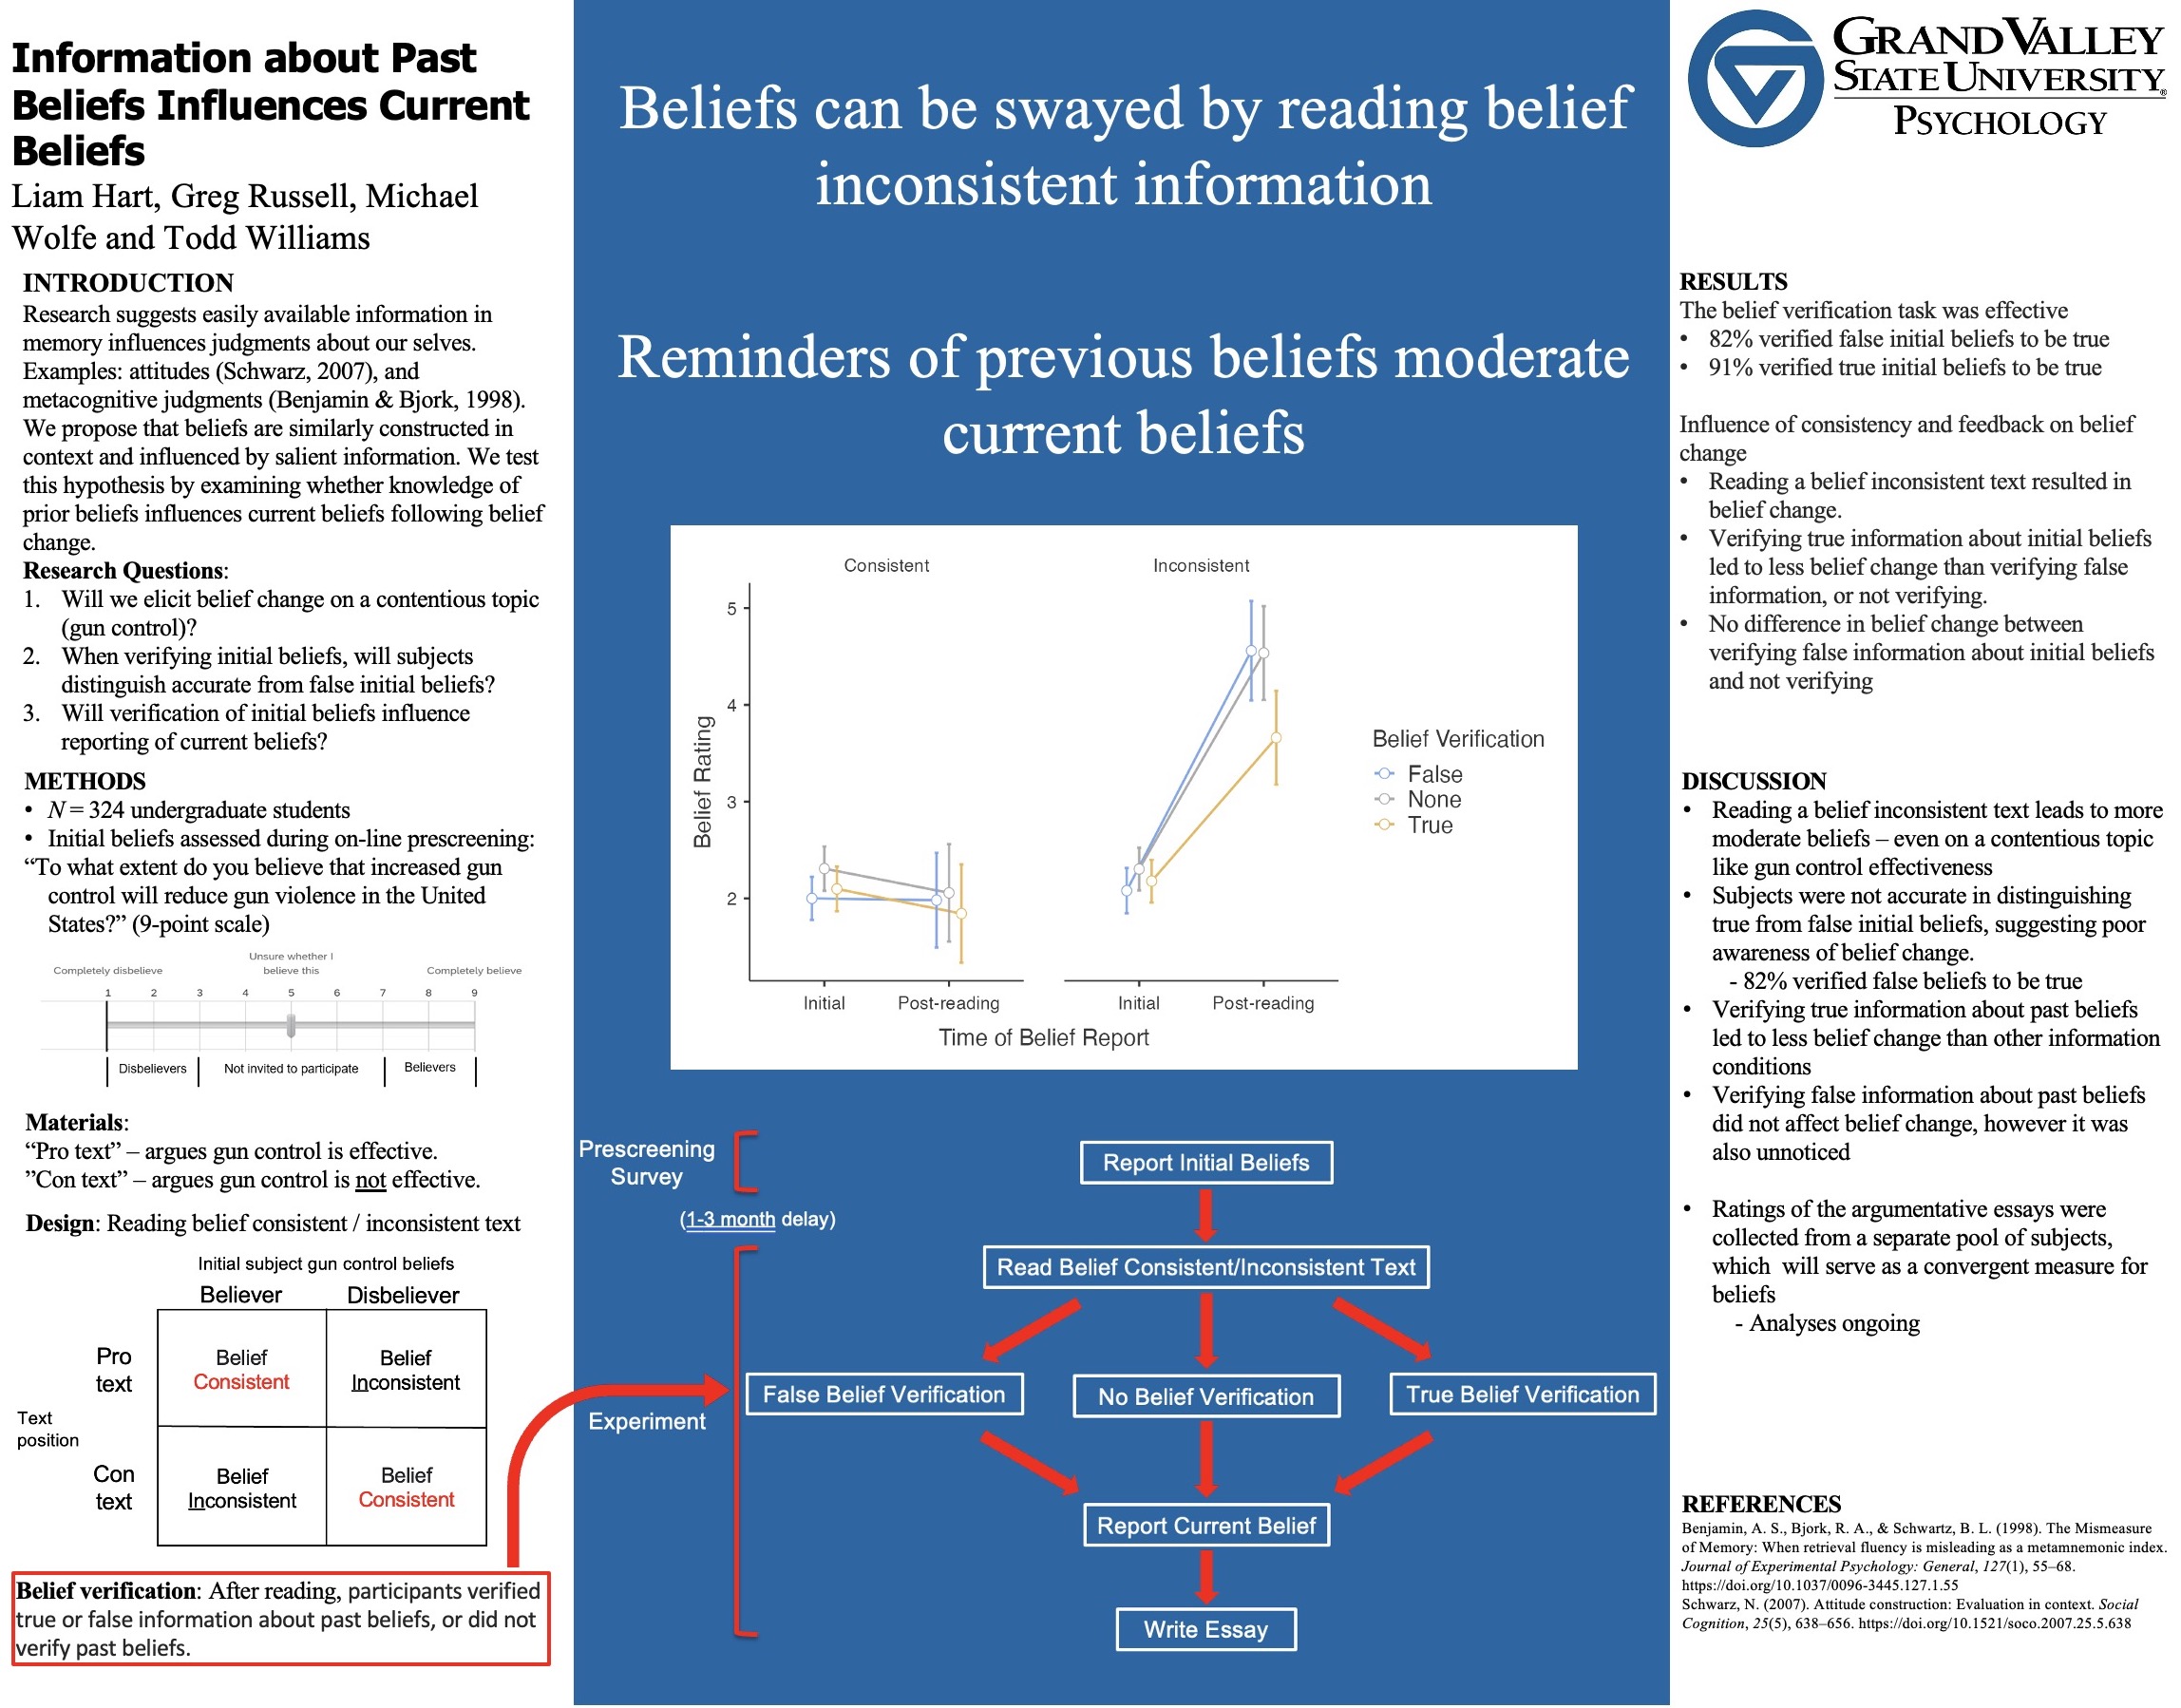 Information about Past
Beliefs Influences Current
Beliefs
Liam Hart, Greg Russell, Michael
Wolfe and Todd Williams
INTRODUCTION
Research suggests easily available information in
memory influences judgments about our selves.
Examples: attitudes (Schwarz, 2007), and
metacognitive judgments (Benjamin & Bjork, 1998).
We propose that beliefs are similarly constructed in
context and influenced by salient information. We test
this hypothesis by examining whether knowledge of
prior beliefs influences current beliefs following belief
change.
Research Questions:
1. Will we elicit belief change on a contentious topic
(gun control)?
2. When verifying initial beliefs, will subjects
distinguish accurate from false initial beliefs?
3. Will verification of initial beliefs influence
reporting of current beliefs?
METHODS
• N = 324 undergraduate students
• Initial beliefs assessed during on-line prescreening:
“To what extent do you believe that increased gun
control will reduce gun violence in the United
States?” (9-point scale)
Completely disbelieve
Unsure whether I
believe this
Completely believe
1 2 3 4 5 6 7 8 9
Disbelievers Not invited to participate Believers
Materials:
“Pro text” – argues gun control is effective.
”Con text” – argues gun control is not effective.
Design: Reading belief consistent / inconsistent text
Initial subject gun control beliefs
Believer Disbeliever
Pro
text
Belief
Consistent
Belief
Inconsistent
Text
position
Con
text
Belief
Inconsistent
Belief
Consistent
Belief verification: After reading, participants verified
true or false information about past beliefs, or did not
verify past beliefs.
Beliefs can be swayed by reading belief
inconsistent information
Reminders of previous beliefs moderate
current beliefs
Consistent Inconsistent
5
4
3
2
Belief Rating
Initial Post-reading Initial Post-reading
Time of Belief Report
Belief Verification
False
None
True
Prescreening
Survey
(1-3 month delay)
Experiment
Report Initial Beliefs
Read Belief Consistent/Inconsistent Text
False Belief Verification No Belief Verification True Belief Verification
Report Current Belief
Write Essay
GRAND VALLEY
STATE UNIVERSITY®
PSYCHOLOGY
RESULTS
The belief verification task was effective
• 82% verified false initial beliefs to be true
• 91% verified true initial beliefs to be true
Influence of consistency and feedback on belief
change
• Reading a belief inconsistent text resulted in
belief change.
• Verifying true information about initial beliefs
led to less belief change than verifying false
information, or not verifying.
• No difference in belief change between
verifying false information about initial beliefs
and not verifying
DISCUSSION
• Reading a belief inconsistent text leads to more
moderate beliefs – even on a contentious topic
like gun control effectiveness
• Subjects were not accurate in distinguishing
true from false initial beliefs, suggesting poor
awareness of belief change.
- 82% verified false beliefs to be true
• Verifying true information about past beliefs
led to less belief change than other information
conditions
• Verifying false information about past beliefs
did not affect belief change, however it was
also unnoticed
• Ratings of the argumentative essays were
collected from a separate pool of subjects,
which will serve as a convergent measure for
beliefs
- Analyses ongoing
REFERENCES
Benjamin, A. S., Bjork, R. A., & Schwartz, B. L. (1998). The Mismeasure
of Memory: When retrieval fluency is misleading as a metamnemonic index.
Journal of Experimental Psychology: General, 127(1), 55–68.
https://doi.org/10.1037/0096-3445.127.1.55
Schwarz, N. (2007). Attitude construction: Evaluation in context. Social
Cognition, 25(5), 638–656. https://doi.org/10.1521/soco.2007.25.5.638